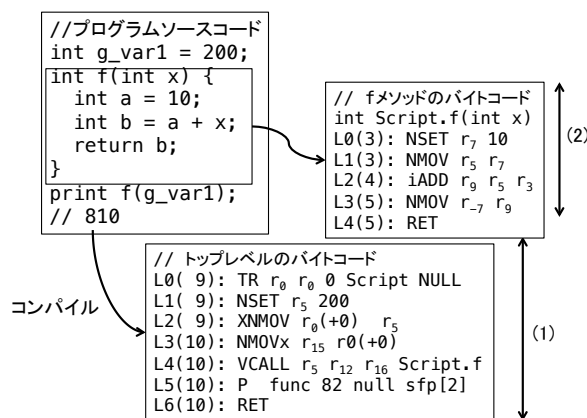 //プログラムソースコード
int g_var1 = 200;
int f(int x) {
int a = 10;
int b = a + x;
return b;
}
print f(g_var1);
// 810
// fメソッドのバイトコード
int Script.f(int x)
L0(3): NSET r7 10
L1(3): NMOV r5 r7
L2(4): iADD r9 r5 r3
L3(5): NMOV r-7 r9
L4(5): RET
(2)
コンパイル
// トップレベルのバイトコード
L0( 9): TR r0 r0 0 Script NULL
L1( 9): NSET r5 200
L2( 9): XNMOV r0(+0) r5
L3(10): NMOVx r15 r0(+0)
L4(10): VCALL r5 r12 r16 Script.f
L5(10): P func 82 null sfp[2]
L6(10): RET
(1)